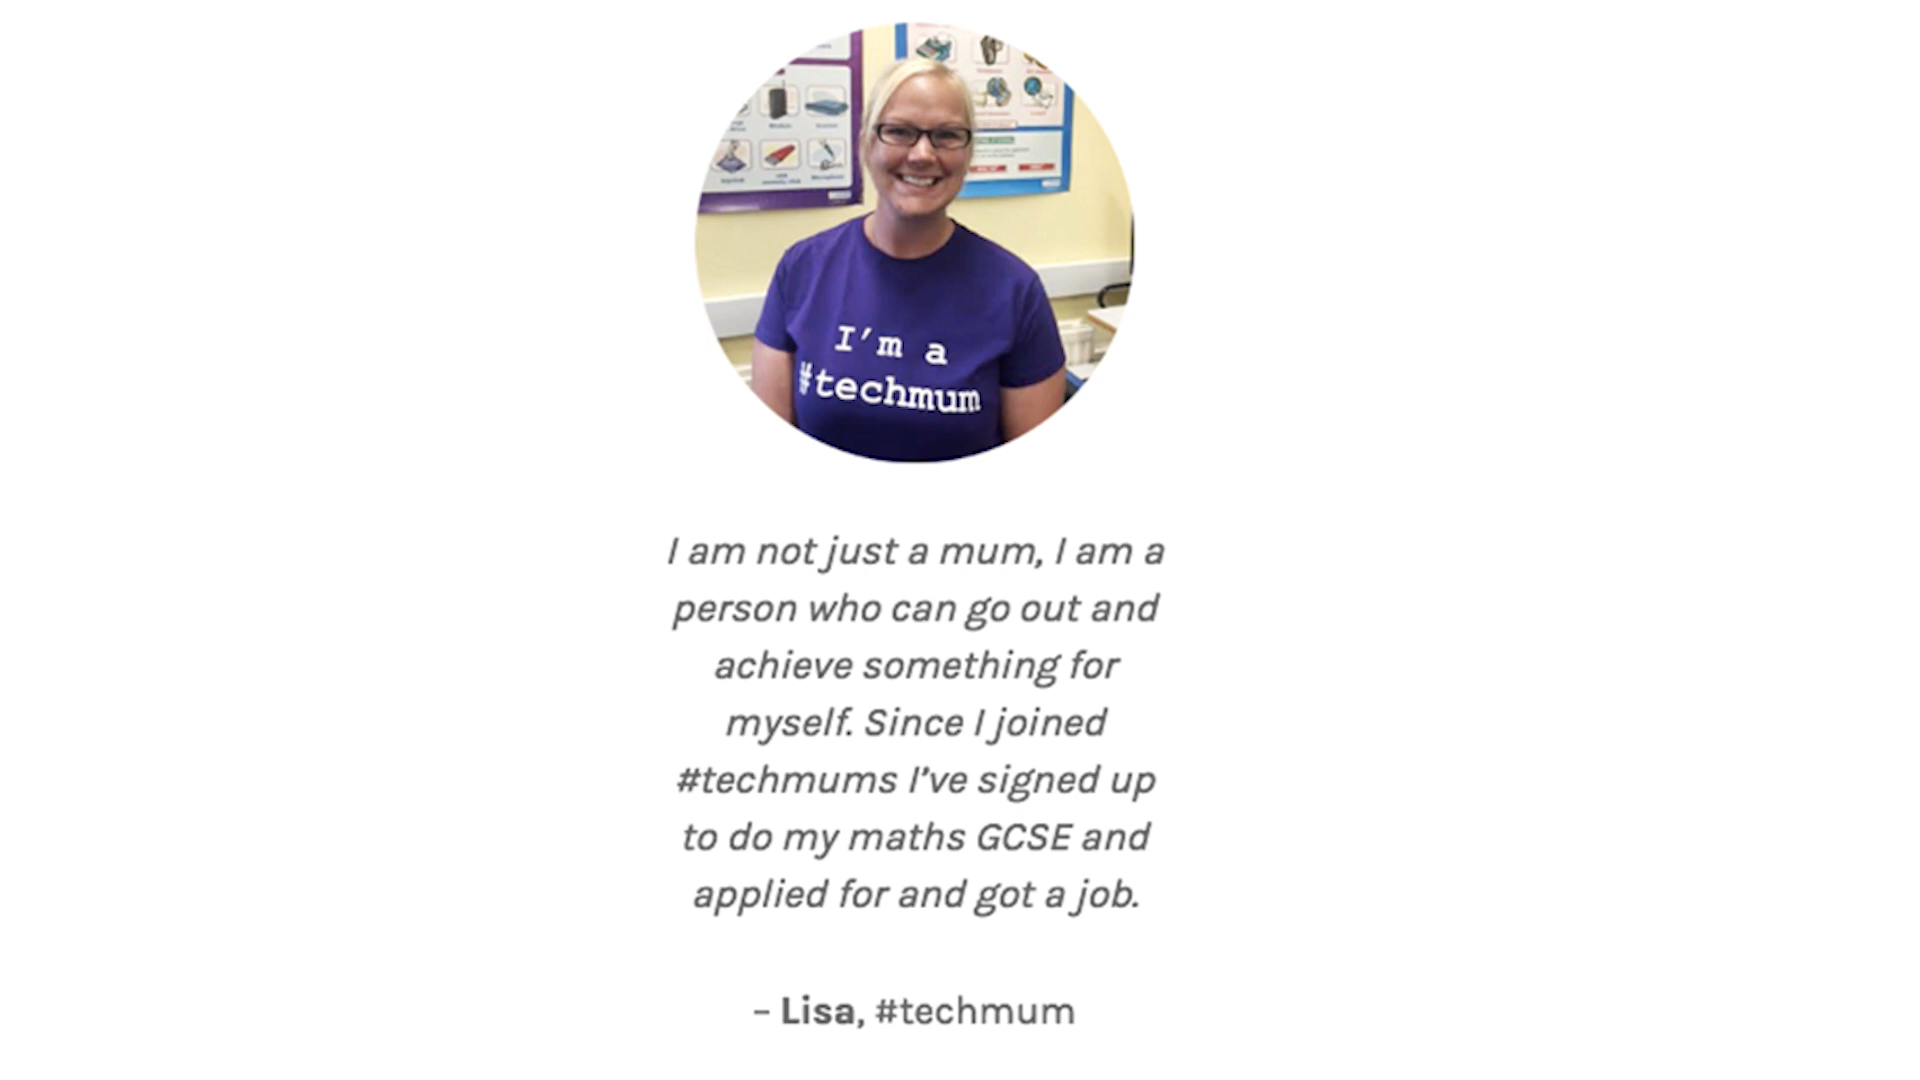 I'm a
#techmum
I am not just a mum, I am a
person who can go out and
achieve something for
myself. Since I joined
#techmums I've signed up
to do my maths GCSE and
applied for and got a job.
– Lisa, #techmum